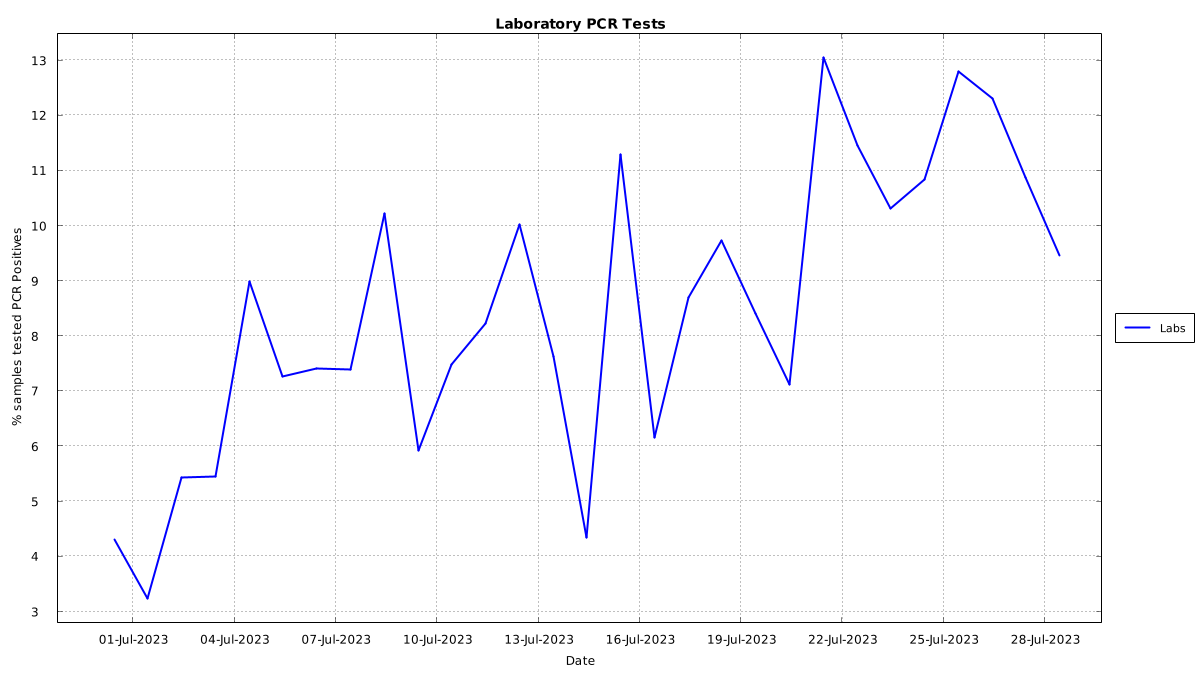 Laboratory PCR Tests
% samples tested PCR Positives
13
12
11
10
9
8
7
6
5
4
3
Labs
01-Jul-2023 04-Jul-2023 07-Jul-2023 10-Jul-2023 13-Jul-2023 16-Jul-2023 19-Jul-2023 22-Jul-2023 25-Jul-2023 28-Jul-2023
Date